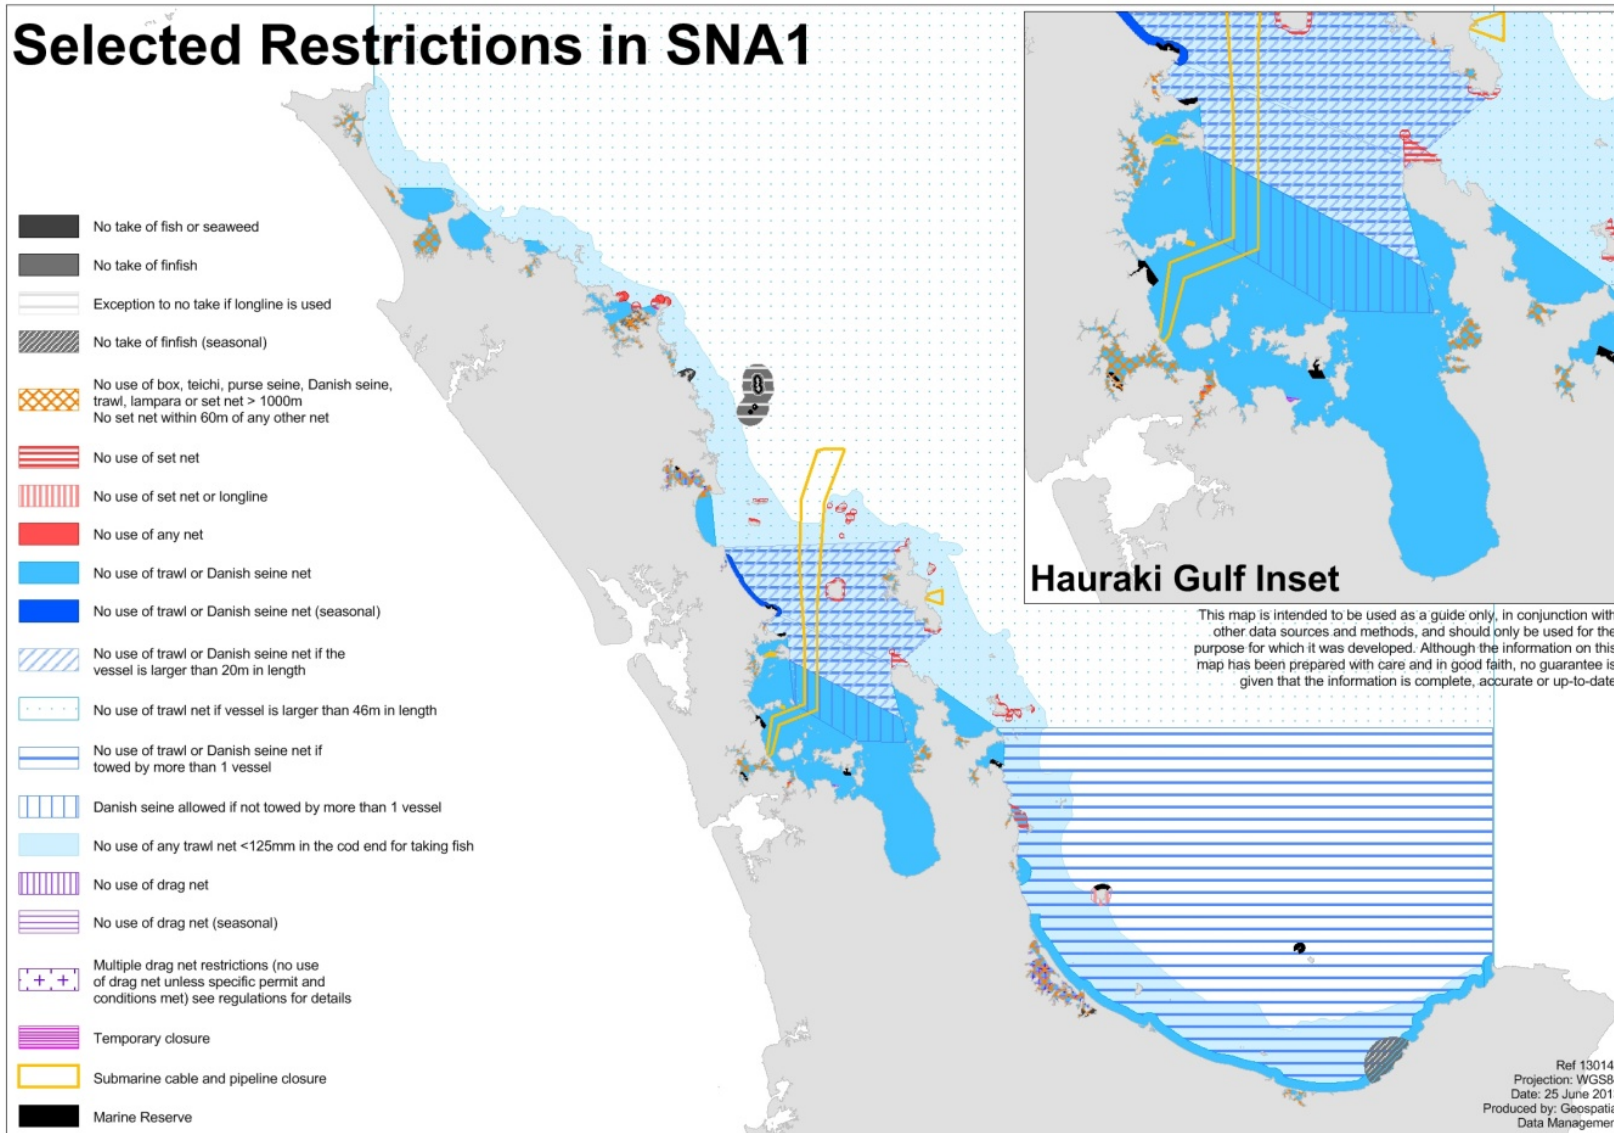 Selected Restrictions in SNA1
No take of fish or seaweed
No take of finfish
Exception to no take if longline is used
No take of finfish (seasonal)
No use of box, teichi, purse seine, Danish seine,
trawl, lampara or set net > 1000m
No set net within 60m of any other net
No use of set net
No use of set net or longline
No use of any net
No use of trawl or Danish seine net
No use of trawl or Danish seine net (seasonal)
No use of trawl or Danish seine net if the
vessel is larger than 20m in length
No use of trawl net if vessel is larger than 46m in length
No use of trawl or Danish seine net if
towed by more than 1 vessel
Danish seine allowed if not towed by more than 1 vessel
No use of any trawl net <125mm in the cod end for taking fish
No use of drag net
No use of drag net (seasonal)
Multiple drag net restrictions (no use
of drag net unless specific permit and
conditions met) see regulations for details
Temporary closure
Submarine cable and pipeline closure
Marine Reserve
Hauraki Gulf Inset
This map is intended to be used as a guide only, in conjunction with
other data sources and methods, and should only be used for the
purpose for which it was developed. Although the information on this
map has been prepared with care and in good faith, no guarantee is
given that the information is complete, accurate or up-to-date
Ref 13014
Projection: WGS8
Date: 25 June 201
Produced by: Geospatia
Data Managemen